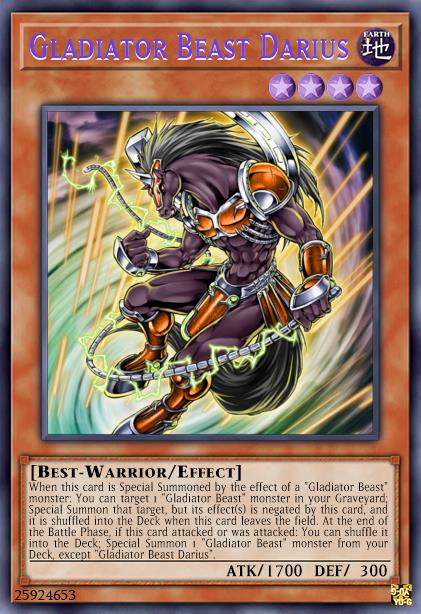 Gladiator Beast Darius
EARTH
地
[Best-Warrior/Effect]
When this card is Special Summoned by the effect of a "Gladiator Beast"
monster: You can target 1 "Gladiator Beast" monster in your Graveyard;
Special Summon that target, but its effect(s) is negated by this card, and
it is shuffled into the Deck when this card leaves the field. At the end of
the Battle Phase, if this card attacked or was attacked: You can shuffle it
into the Deck; Special Summon 1 "Gladiator Beast" monster from your
Deck, except "Gladiator Beast Darius".
ATK/1700 DEF/ 300
25924653